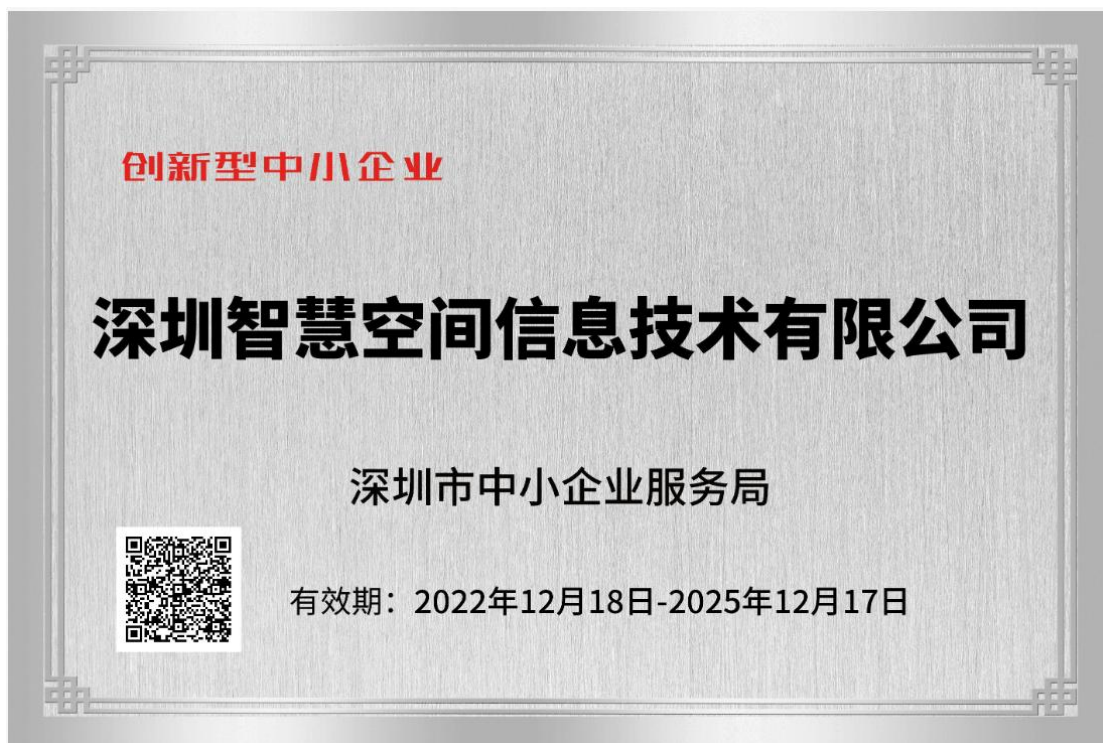 创新型中小企业
深圳智慧空间信息技术有限公司
深圳市中小企业服务局
有效期：2022年12月18日-2025年12月17日